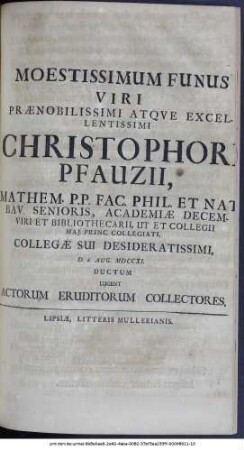 MOESTISSIMUM FUNUS
VIRI
PRÆNOBILISSIMI ATQVE EXCEL-
LENTISSIMI
CHRISTOPHORI
PFAUZII,
MATHEM. P.P. FAC. PHIL. ET NAT.
BAV SENIORIS, ACADEMIÆ DECEM-
VIRI ET BIBLIOTHECARII, UT ET COLLEGII
MAJ. PRINC COLLEGIATI,
COLLEGÆ SUI DESIDERATISSIMI,
D. AUG. MDCCXI.
DUCTUM
LUGENT
ACTORUM ERUDITORUM COLLECTORES.
LIPSIÆ, LITTERIS MULLERIANIS.